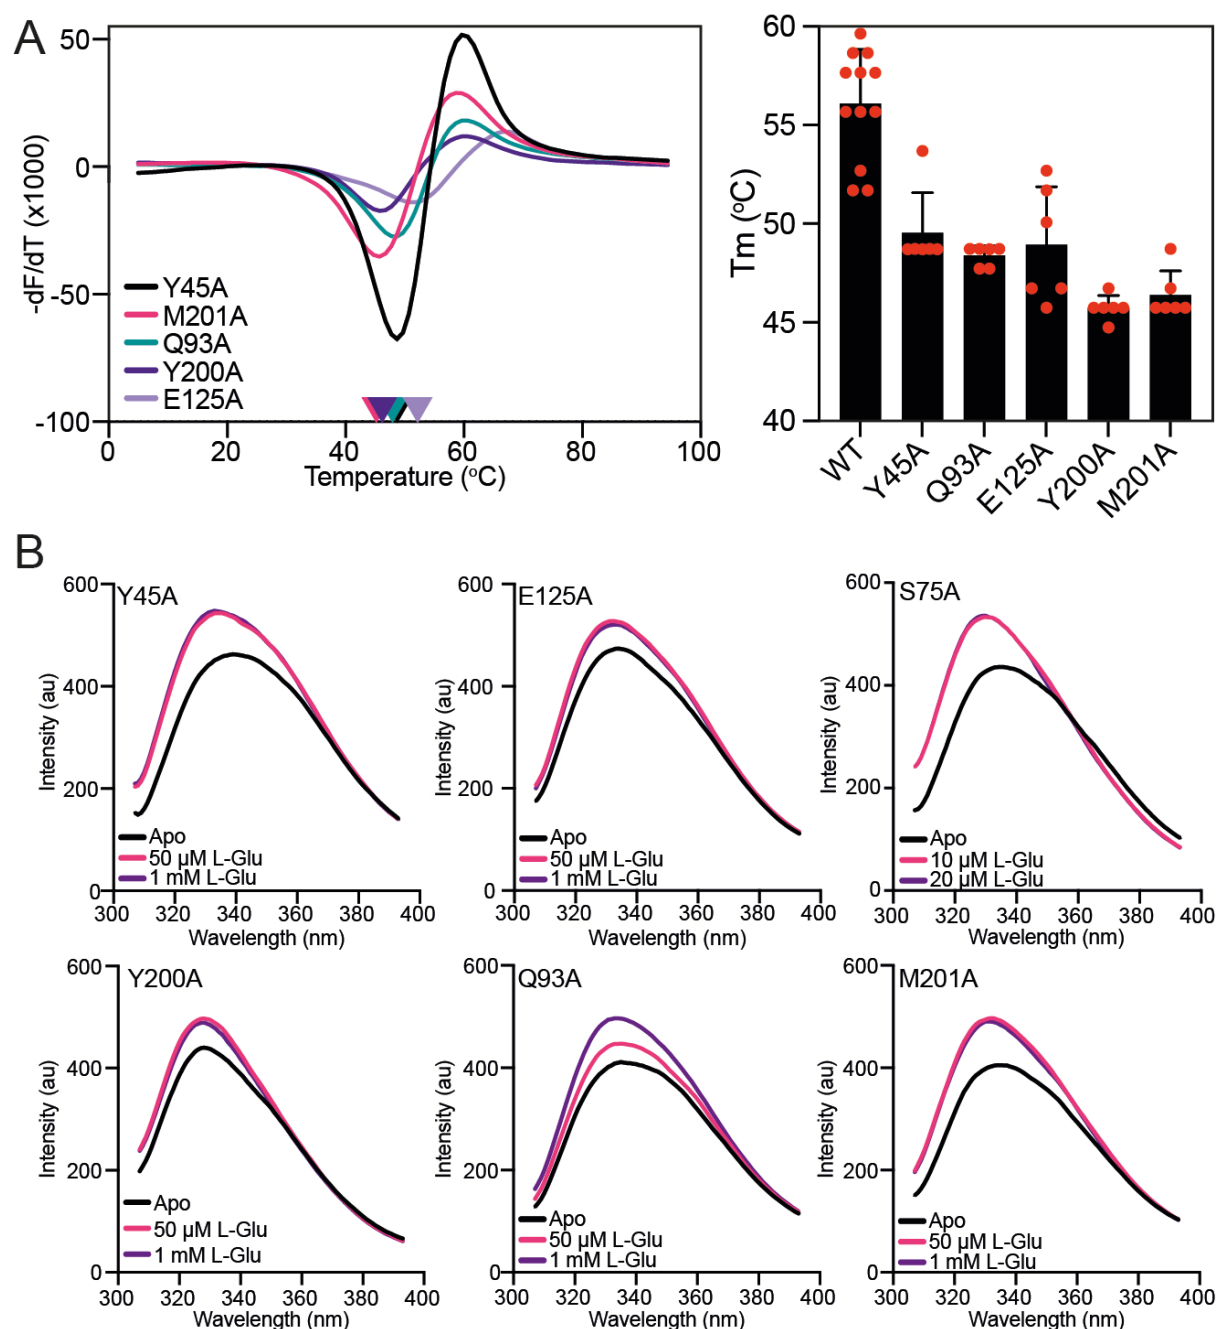 A
50
0
-50
-100
-dF/dT (x1000)
Y45A
M201A
Q93A
Y200A
E125A
0 20 40 60 80 100
Temperature (°C)
60
55
50
45
40
Tm (°C)
WT Y45A Q93A E125A Y200A M201A
B
Y45A
600
400
200
0
Intensity (au)
Apo
50 µM L-Glu
1 mM L-Glu
300 320 340 360 380 400
Wavelength (nm)
E125A
600
400
200
0
Intensity (au)
Apo
50 µM L-Glu
1 mM L-Glu
300 320 340 360 380 400
Wavelength (nm)
S75A
600
400
200
0
Intensity (au)
Apo
10 µM L-Glu
20 µM L-Glu
300 320 340 360 380 400
Wavelength (nm)
Y200A
600
400
200
0
Intensity (au)
Apo
50 µM L-Glu
1 mM L-Glu
300 320 340 360 380 400
Wavelength (nm)
Q93A
600
400
200
0
Intensity (au)
Apo
50 µM L-Glu
1 mM L-Glu
300 320 340 360 380 400
Wavelength (nm)
M201A
600
400
200
0
Intensity (au)
Apo
50 µM L-Glu
1 mM L-Glu
300 320 340 360 380 400
Wavelength (nm)